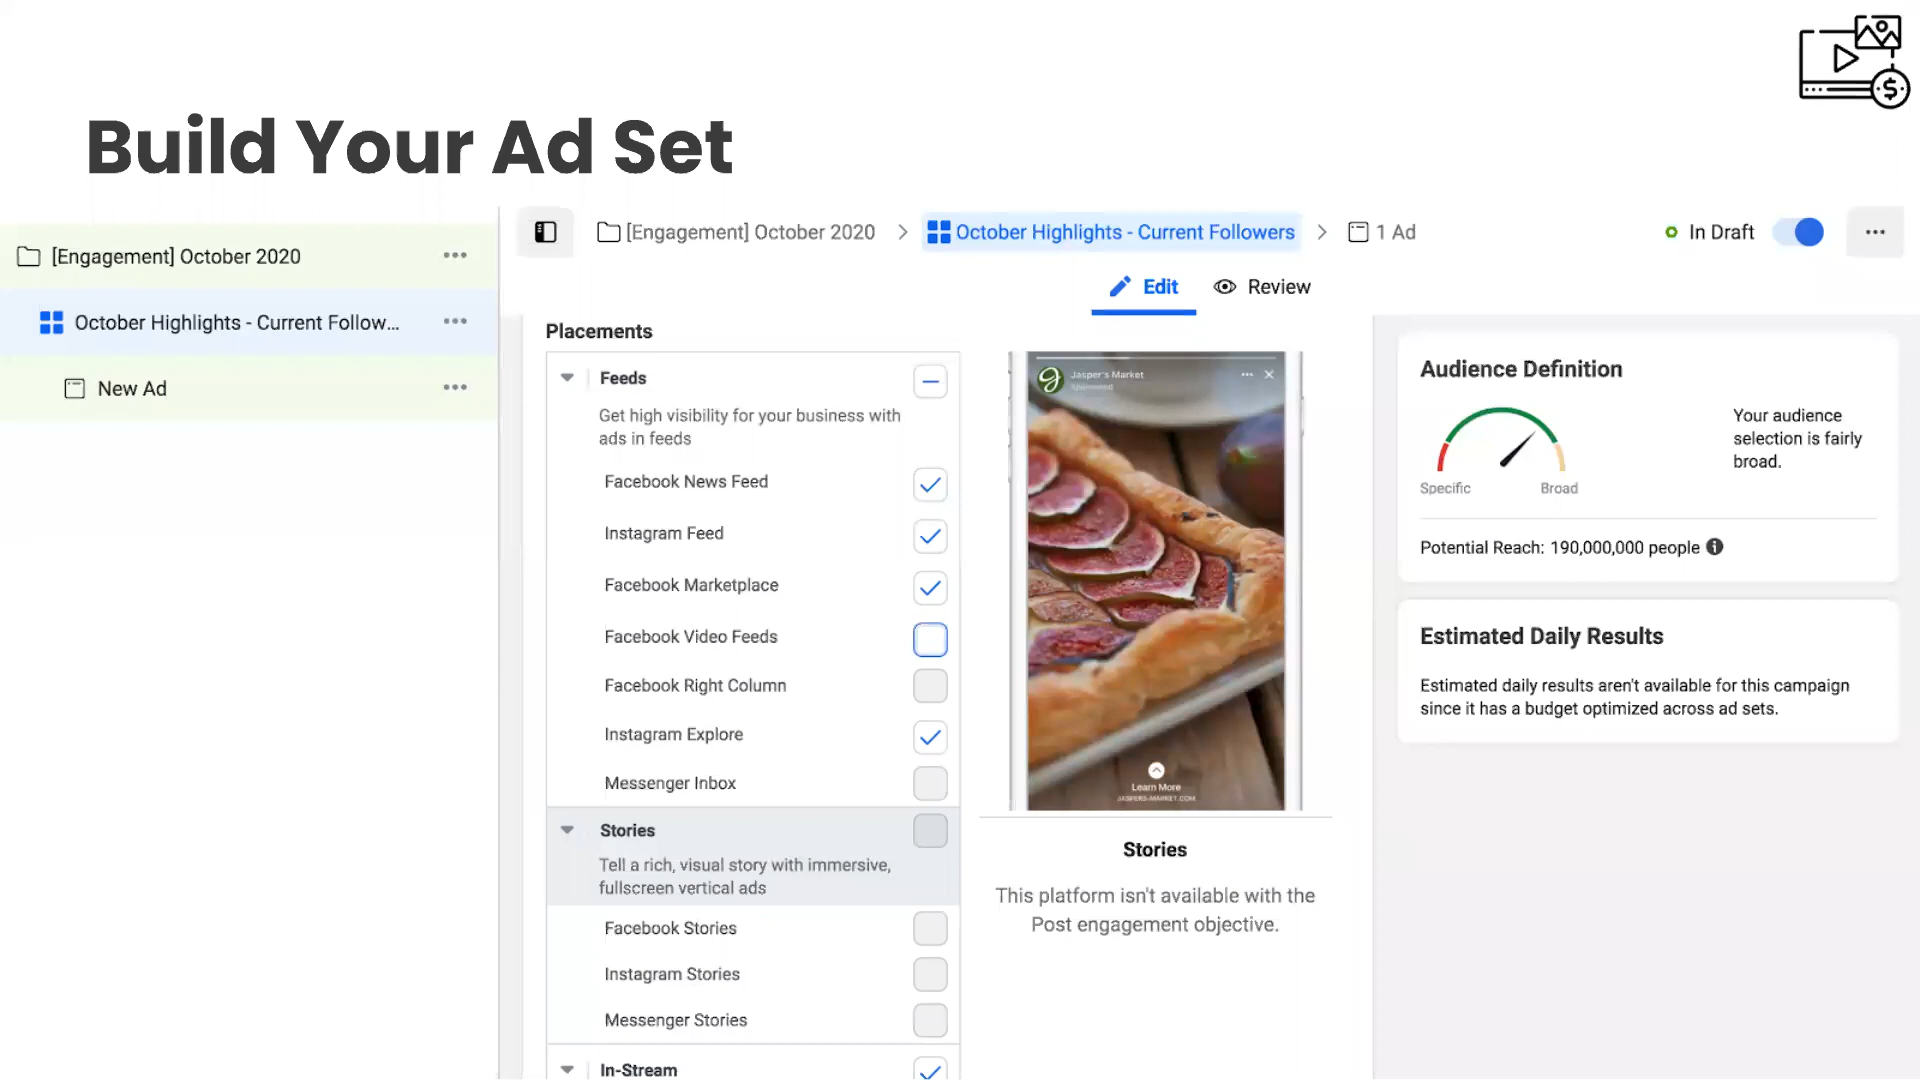 Build Your Ad Set
[Engagement] October 2020
October Highlights - Current Follow...
New Ad
[Engagement] October 2020 > October Highlights - Current Followers > 1 Ad
In Draft
Edit
Review
Placements
Feeds
Get high visibility for your business with
ads in feeds
Facebook News Feed
Instagram Feed
Facebook Marketplace
Facebook Video Feeds
Facebook Right Column
Instagram Explore
Messenger Inbox
Stories
Tell a rich, visual story with immersive,
fullscreen vertical ads
Facebook Stories
Instagram Stories
Messenger Stories
In-Stream
Jasper's Market
Sponsored
Learn More
JASPERS-MARKET.COM
Stories
This platform isn't available with the
Post engagement objective.
Audience Definition
Your audience
selection is fairly
broad.
Specific
Broad
Potential Reach: 190,000,000 people
Estimated Daily Results
Estimated daily results aren't available for this campaign
since it has a budget optimized across ad sets.